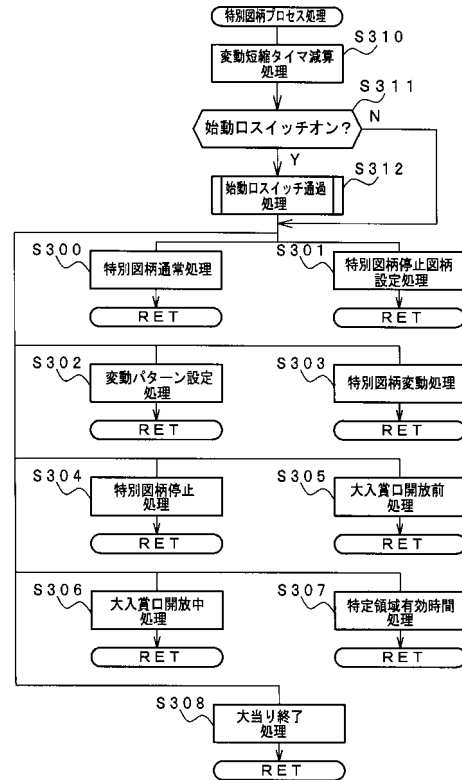 特別図柄プロセス処理
S310
変動短縮タイマ減算
処理
S311
始動口スイッチオン?
N
Y
S312
始動口スイッチ通過
処理
S300
特別図柄通常処理
RET
S301
特別図柄停止図柄
設定処理
RET
S302
変動パターン設定
処理
RET
S303
特別図柄変動処理
RET
S304
特別図柄停止
処理
RET
S305
大入賞口開放前
処理
RET
S306
大入賞口開放中
処理
RET
S307
特定領域有効時間
処理
RET
S308
大当り終了
処理
RET